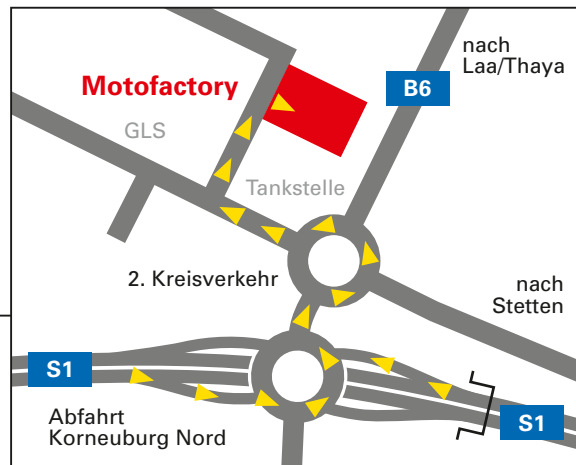 nach
Laa/Thaya
Motofactory
B6
GLS
Tankstelle
2. Kreisverkehr
nach
Stetten
S1
Abfahrt
Korneuburg Nord
S1